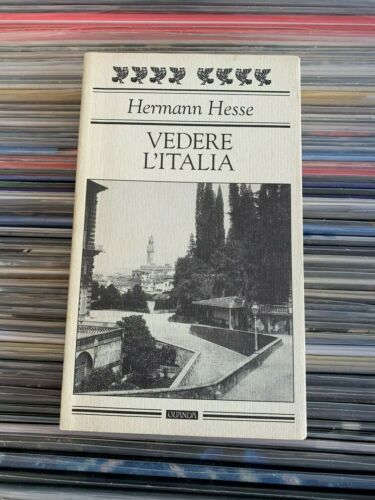 Hermann Hesse
VEDERE
L'ITALIA
GUANDA